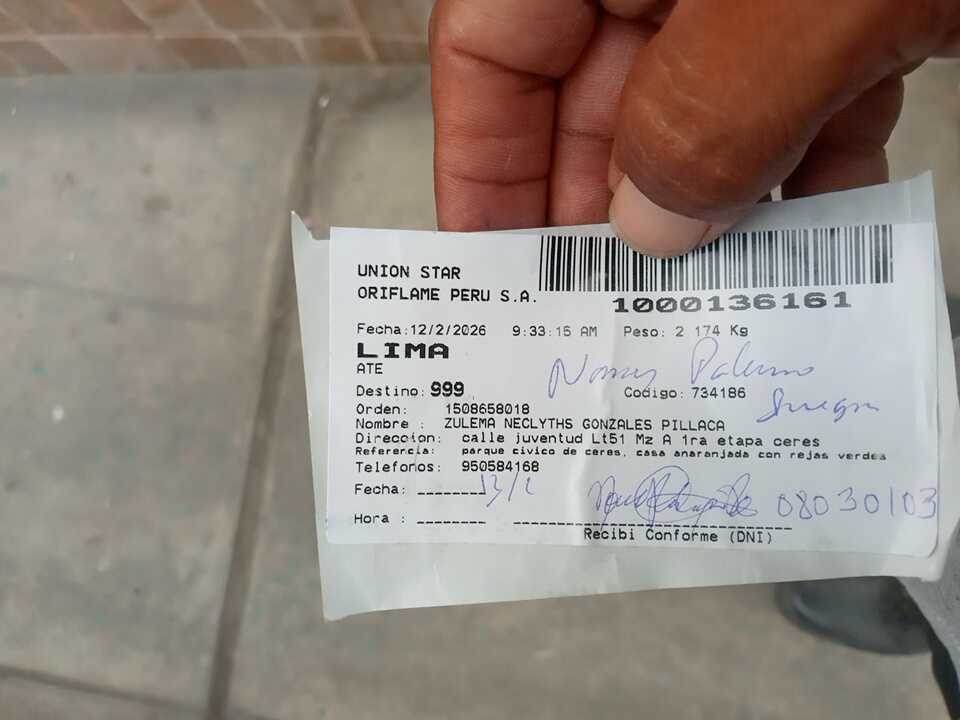 UNION STAR
ORIFLAME PERU S.A.
1000136161
Fecha:12/2/2026 9:33:15 AM Peso: 2 174 Kg
LIMA
ATE
Destino: 999 Codigo: 734186
Orden: 1508658018
Nombre : ZULEMA NECLYTHS GONZALES PILLACA
Direccion: calle juventud Lt51 Mz A 1ra etapa ceres
Referencia: parque civico de ceres, casa anaranjada con rejas verdes
Telefonos: 950584168
Fecha: 13/2
08030103
Hora :
Recibi Conforme (DNI)